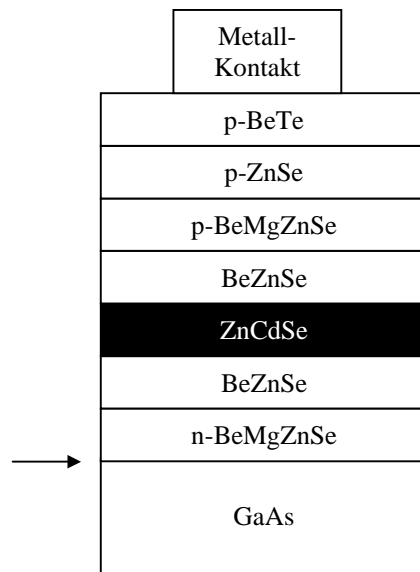 Metall-
Kontakt
p-BeTe
p-ZnSe
p-BeMgZnSe
BeZnSe
ZnCdSe
BeZnSe
n-BeMgZnSe
GaAs